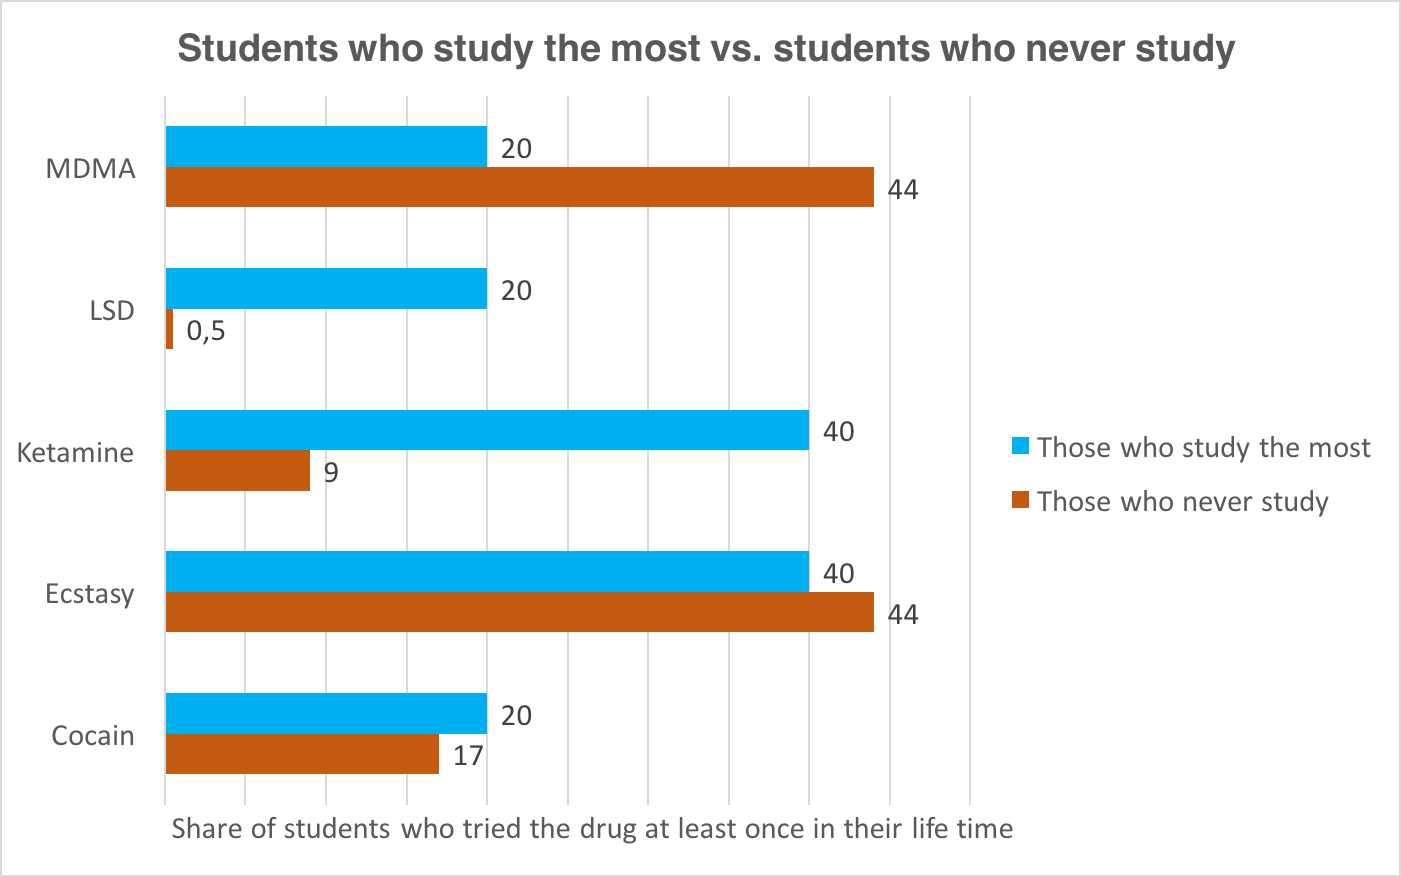 Students who study the most vs. students who never study
MDMA
20
44
LSD
20
0,5
Ketamine
40
9
Ecstasy
40
44
Cocain
20
17
Those who study the most
Those who never study
Share of students who tried the drug at least once in their life time